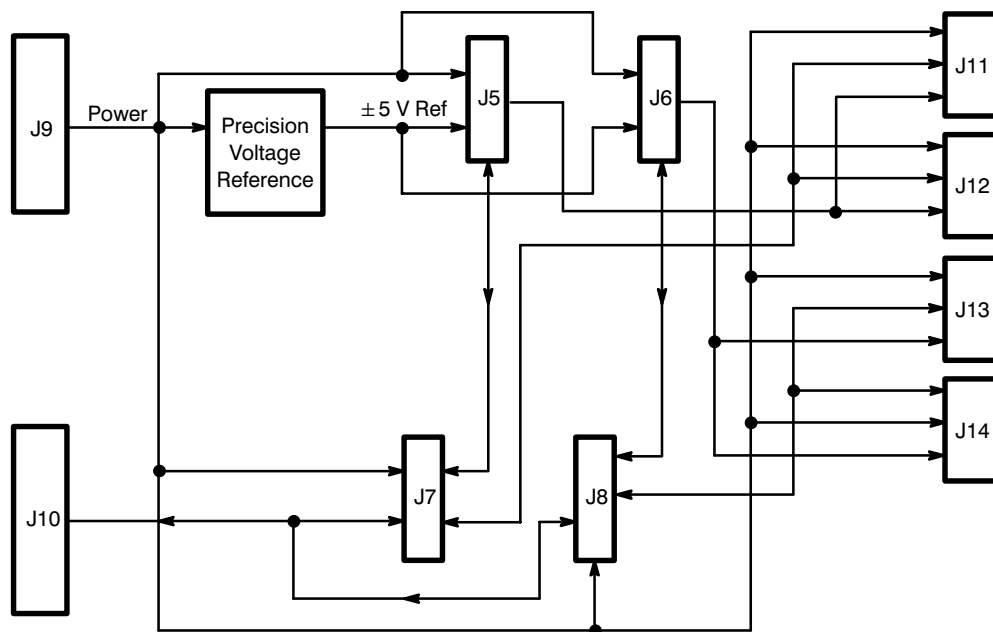 J9
Power
Precision
Voltage
Reference
± 5 V Ref
J5
J6
J11
J12
J13
J14
J10
J7
J8